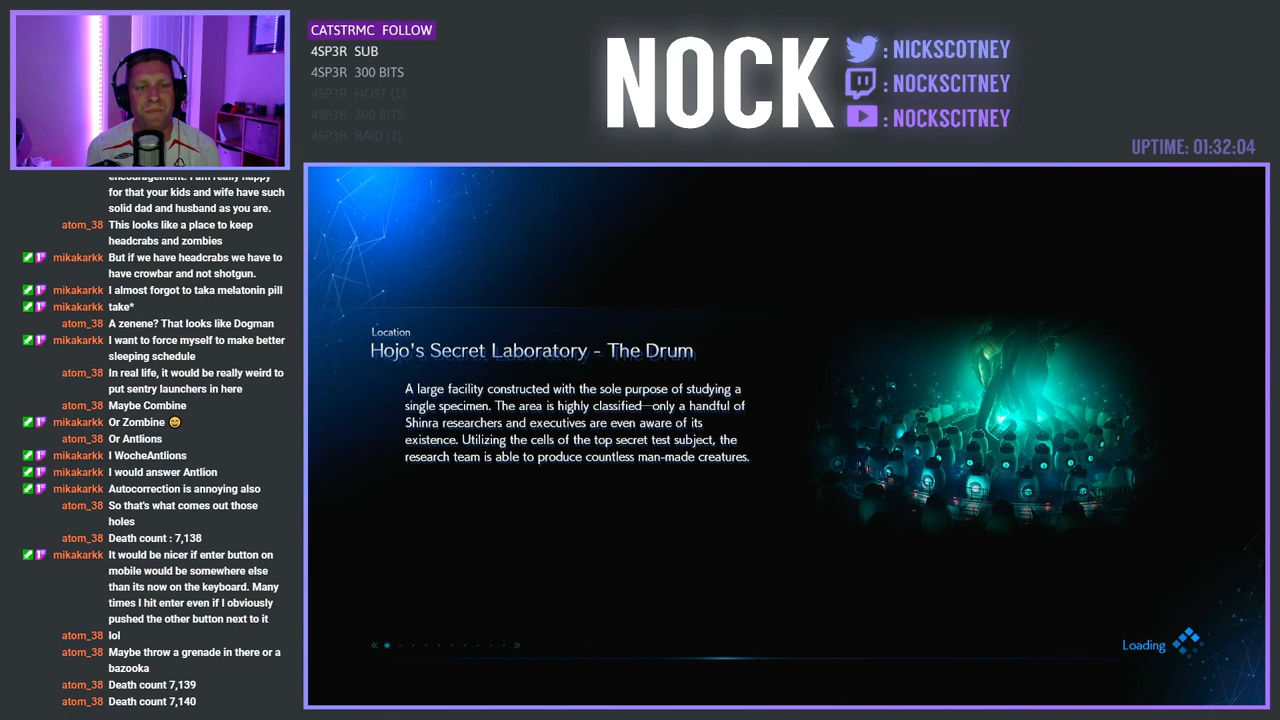 CATSTRMC FOLLOW
4SP3R SUB
4SP3R 300 BITS
4SP3R HOST (1)
4SP3R 300 BITS
4SP3R RAID (2)
NOCK
: NICKSCOTNEY
: NOCKSCITNEY
: NOCKSCITNEY
UPTIME: 01:32:04
encouragement. I am really happy
for that your kids and wife have such
solid dad and husband as you are.
atom_38 This looks like a place to keep
headcrabs and zombies
mikakarkk But if we have headcrabs we have to
have crowbar and not shotgun.
mikakarkk I almost forgot to taka melatonin pill
mikakarkk take*
atom_38 A zenene? That looks like Dogman
mikakarkk I want to force myself to make better
sleeping schedule
atom_38 In real life, it would be really weird to
put sentry launchers in here
atom_38 Maybe Combine
mikakarkk Or Zombine 😄
atom_38 Or Antlions
mikakarkk I WocheAntlions
mikakarkk I would answer Antlion
mikakarkk Autocorrection is annoying also
atom_38 So that's what comes out those
holes
atom_38 Death count : 7,138
mikakarkk It would be nicer if enter button on
mobile would be somewhere else
than its now on the keyboard. Many
times I hit enter even if I obviously
pushed the other button next to it
atom_38 lol
atom_38 Maybe throw a grenade in there or a
bazooka
atom_38 Death count 7,139
atom_38 Death count 7,140
Location
Hojo's Secret Laboratory - The Drum
A large facility constructed with the sole purpose of studying a
single specimen. The area is highly classified—only a handful of
Shinra researchers and executives are even aware of its
existence. Utilizing the cells of the top secret test subject, the
research team is able to produce countless man-made creatures.
Loading